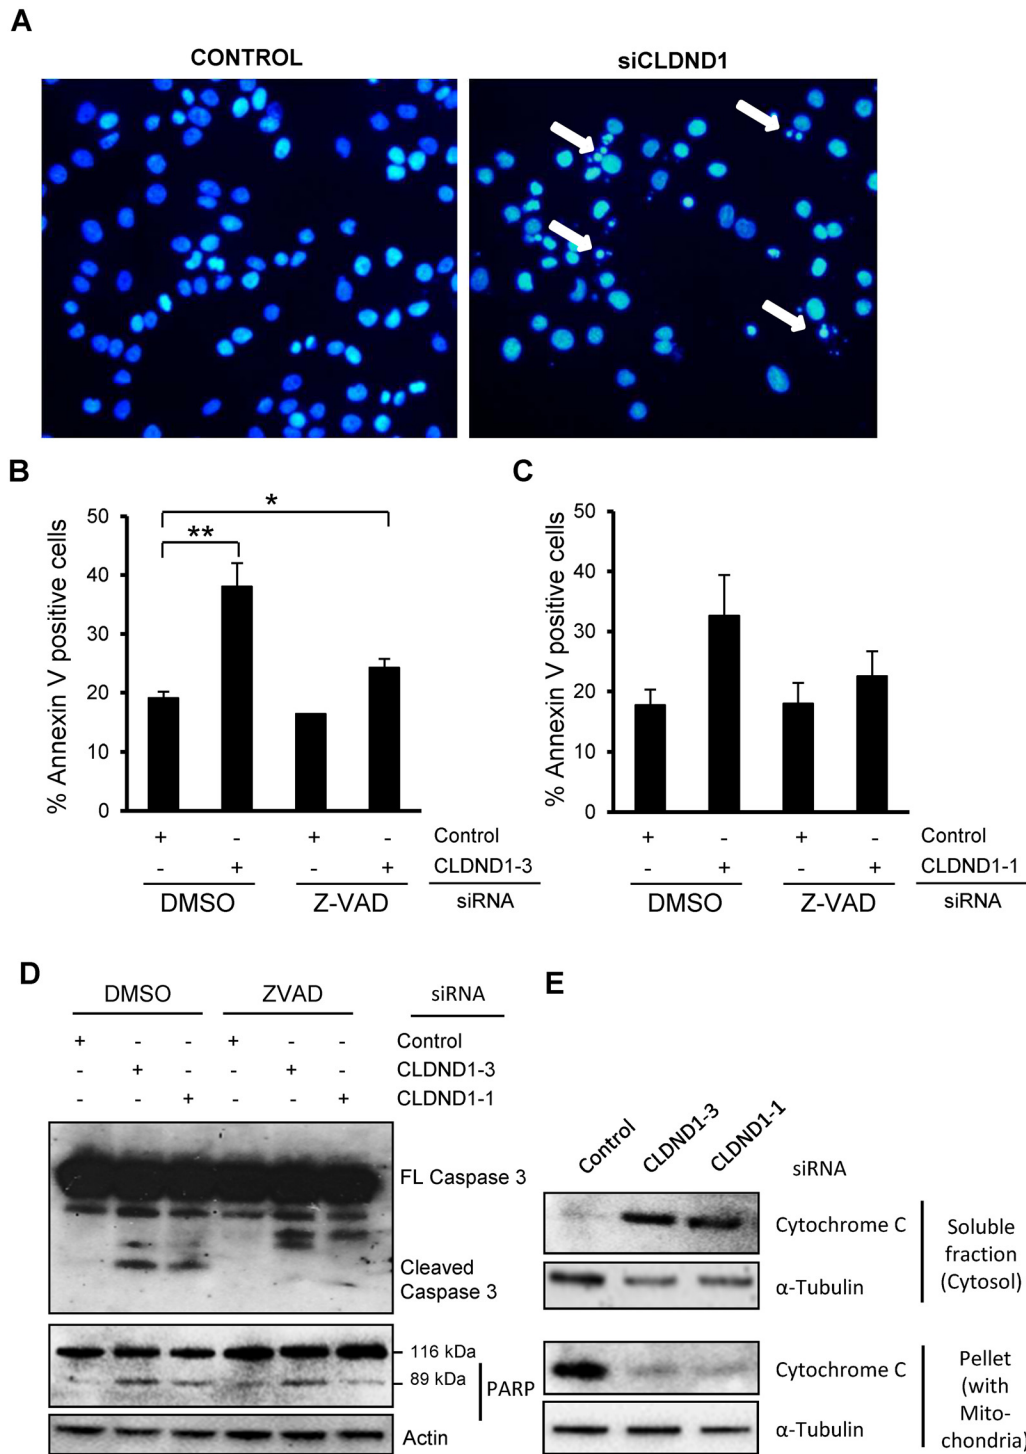 A
CONTROL
siCLDND1
B
% Annexin V positive cells
50
40
30
20
10
0
*
**
+ - + - Control
- + - + CLDND1-3
DMSO Z-VAD siRNA
C
% Annexin V positive cells
50
40
30
20
10
0
+ - + - Control
- + - + CLDND1-1
DMSO Z-VAD siRNA
D
DMSO ZVAD siRNA
+ - - + - - Control
- + - - + - CLDND1-3
- - + - - + CLDND1-1
FL Caspase 3
Cleaved
Caspase 3
116 kDa
89 kDa
PARP
Actin
E
Control CLDND1-3 CLDND1-1 siRNA
Cytochrome C
α-Tubulin
Soluble
fraction
(Cytosol)
Cytochrome C
α-Tubulin
Pellet
(with
Mito-
chondria)